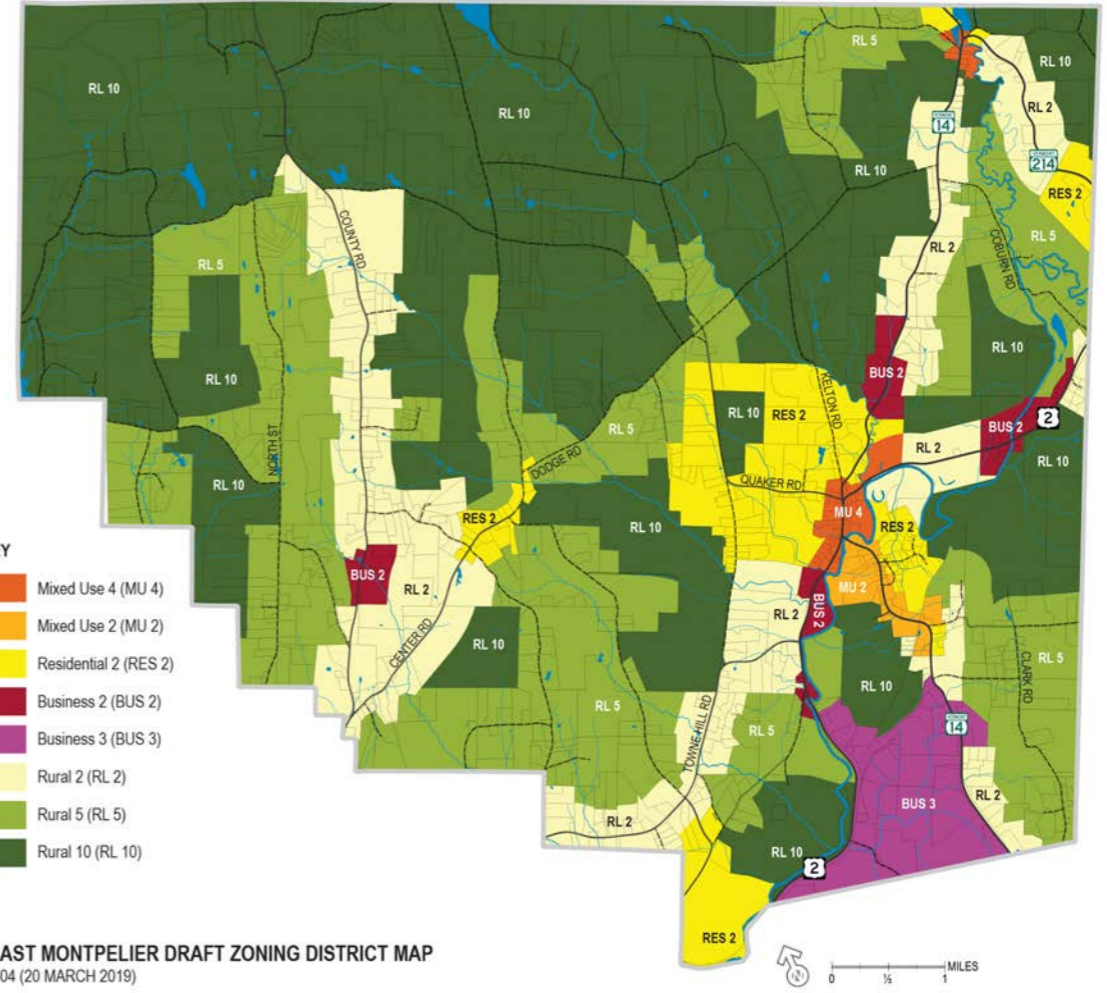 RL 5
RL 10
RL 10
RL 2
RL 10
VERMONT
14
VERMONT
214
RL 10
RES 2
COUNTY RD
RL 2
COBURN RD
RL 5
RL 5
RL 10
RL 10
BUS 2
KELTON RD
RL 10
RES 2
BUS 2
2
NORTH ST
RL 5
DODGE RD
RL 2
RL 10
QUAKER RD
RL 10
RES 2
RL 10
MU 4
RES 2
BUS 2
RL 2
MU 2
BUS 2
RL 2
CENTER RD
RL 10
RL 10
CLARK RD
RL 5
RL 5
TOWNE HILL RD
RL 5
VERMONT
14
BUS 3
RL 2
RL 2
RL 10
2
RES 2
EY
Mixed Use 4 (MU 4)
Mixed Use 2 (MU 2)
Residential 2 (RES 2)
Business 2 (BUS 2)
Business 3 (BUS 3)
Rural 2 (RL 2)
Rural 5 (RL 5)
Rural 10 (RL 10)
AST MONTPELIER DRAFT ZONING DISTRICT MAP
04 (20 MARCH 2019)
N
0 ½ 1 MILES